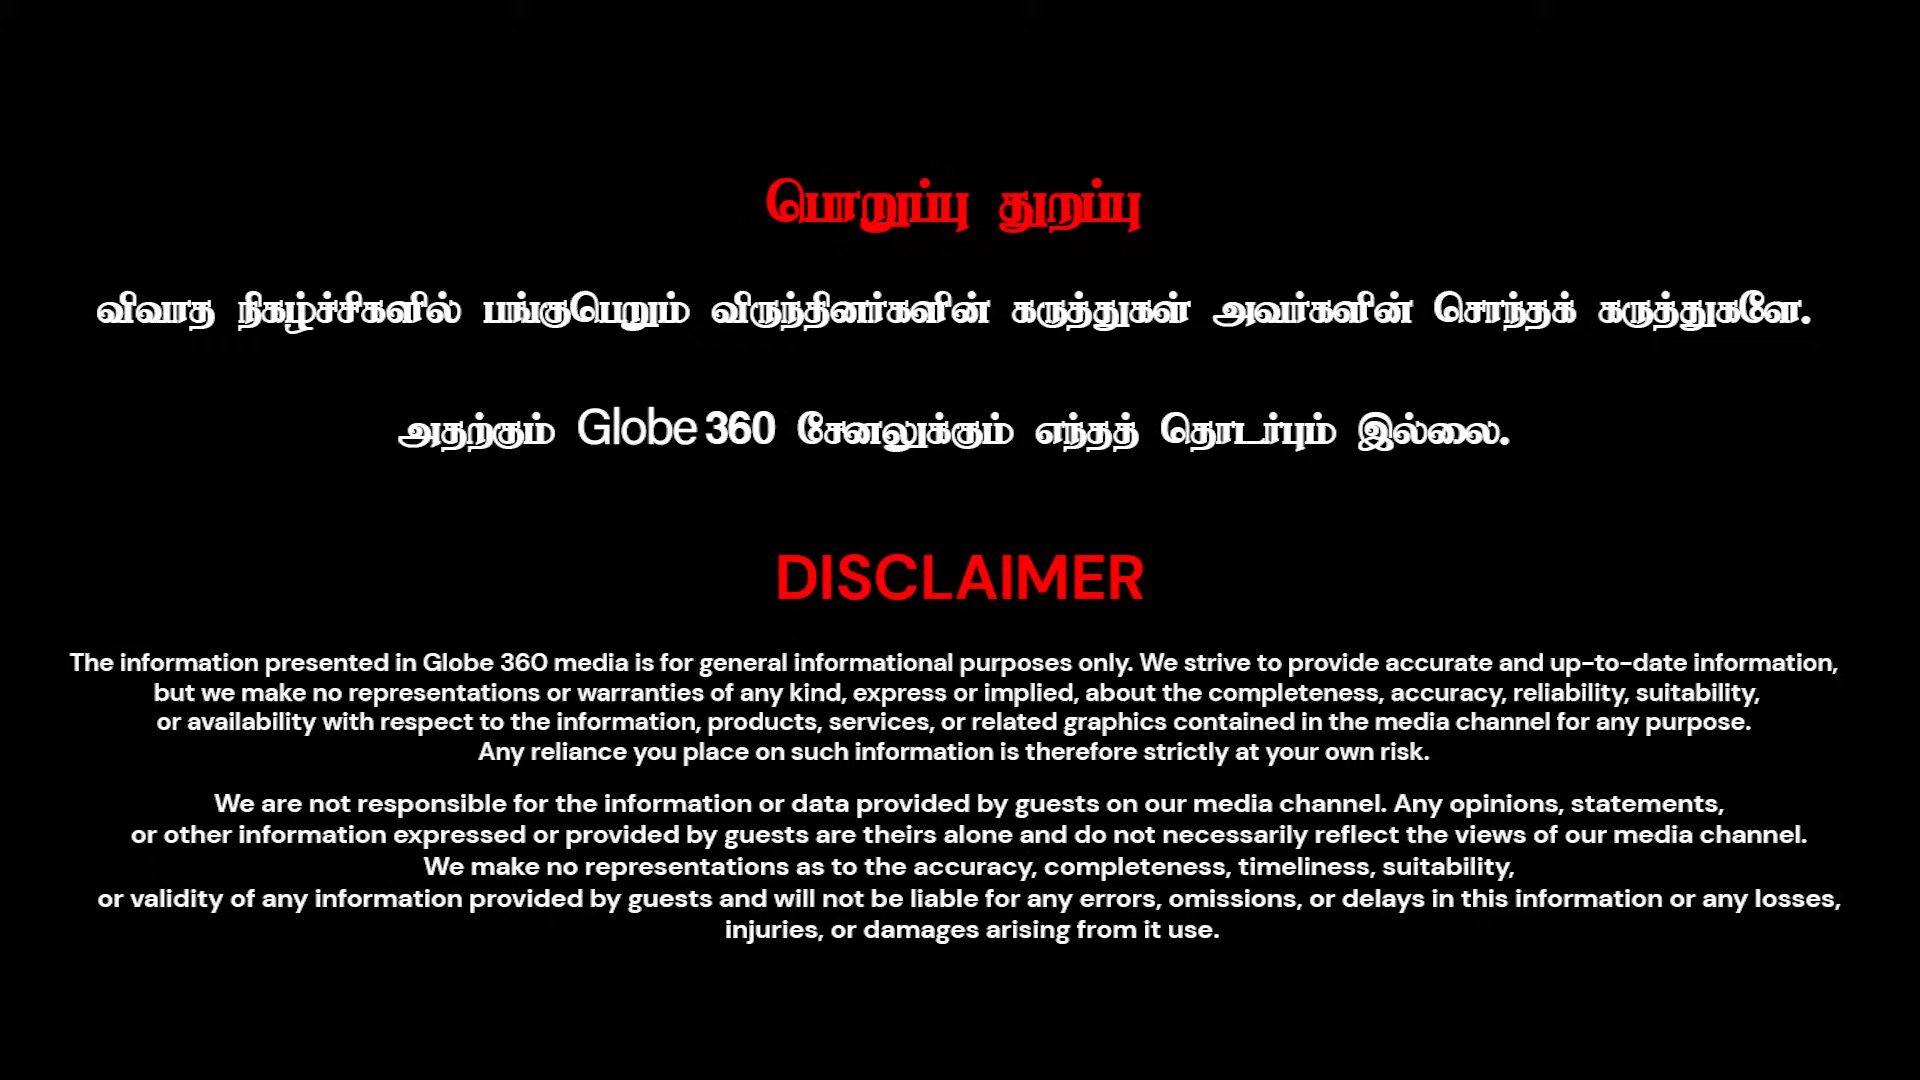 பொறுப்பு துறப்பு
விவாத நிகழ்ச்சிகளில் பங்குபெறும் விருந்தினர்களின் கருத்துகள் அவர்களின் சொந்தக் கருத்துகளே.
அதற்கும் Globe 360 சேனலுக்கும் எந்தத் தொடர்பும் இல்லை.
DISCLAIMER
The information presented in Globe 360 media is for general informational purposes only. We strive to provide accurate and up-to-date information,
but we make no representations or warranties of any kind, express or implied, about the completeness, accuracy, reliability, suitability,
or availability with respect to the information, products, services, or related graphics contained in the media channel for any purpose.
Any reliance you place on such information is therefore strictly at your own risk.
We are not responsible for the information or data provided by guests on our media channel. Any opinions, statements,
or other information expressed or provided by guests are theirs alone and do not necessarily reflect the views of our media channel.
We make no representations as to the accuracy, completeness, timeliness, suitability,
or validity of any information provided by guests and will not be liable for any errors, omissions, or delays in this information or any losses,
injuries, or damages arising from it use.